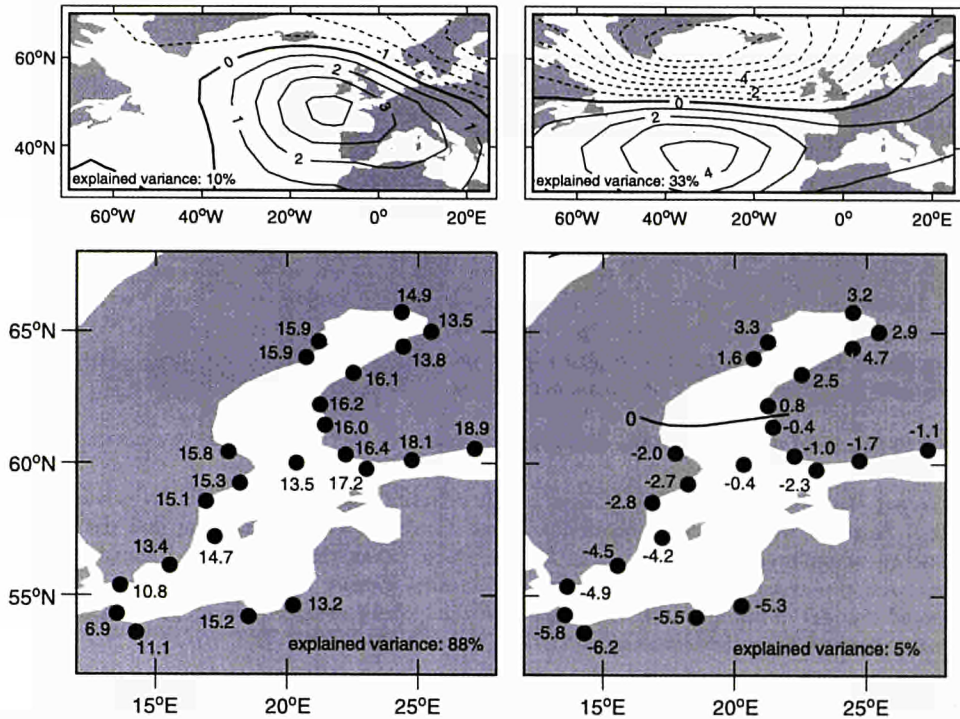 60°N
40°N
0
1
2
3
1
1
2
explained variance: 10%
60°W
40°W
20°W
0°
20°E
-4
-2
0
2
4
explained variance: 33%
60°W
40°W
20°W
0°
20°E
65°N
60°N
55°N
14.9
13.5
15.9
15.9
13.8
16.1
16.2
16.0
18.9
18.1
16.4
15.8
15.3
13.5
17.2
15.1
14.7
13.4
10.8
13.2
6.9
15.2
11.1
explained variance: 88%
15°E
20°E
25°E
3.2
3.3
2.9
1.6
4.7
2.5
0.8
0
-0.4
-1.1
-1.7
-1.0
-2.0
-2.7
-0.4
-2.3
-2.8
-4.2
-4.5
-4.9
-5.3
-5.8
-5.5
-6.2
explained variance: 5%
15°E
20°E
25°E